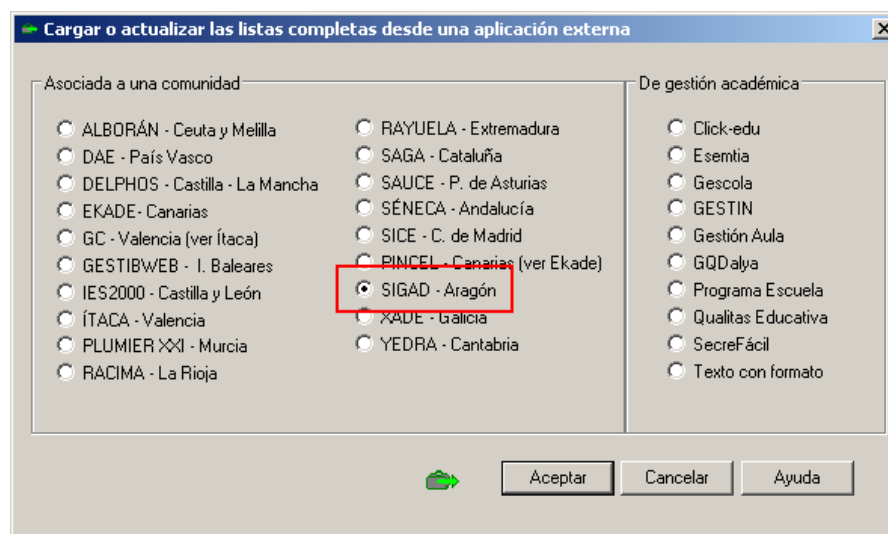 Cargar o actualizar las listas completas desde una aplicación externa
Asociada a una comunidad
ALBORÁN - Ceuta y Melilla
DAE - País Vasco
DELPHOS - Castilla - La Mancha
EKADE- Canarias
GC - Valencia (ver Ítaca)
GESTIBWEB - I. Baleares
IES2000 - Castilla y León
ÍTACA - Valencia
PLUMIER XXI - Murcia
RACIMA - La Rioja
RAYUELA - Extremadura
SAGA - Cataluña
SAUCE - P. de Asturias
SÉNECA - Andalucía
SICE - C. de Madrid
PINCEL - Canarias (ver Ekade)
SIGAD - Aragón
XADE - Galicia
YEDRA - Cantabria
De gestión académica
Click-edu
Esemtia
Gescola
GESTIN
Gestión Aula
GQDalya
Programa Escuela
Qualitas Educativa
SecreFácil
Texto con formato
Aceptar
Cancelar
Ayuda